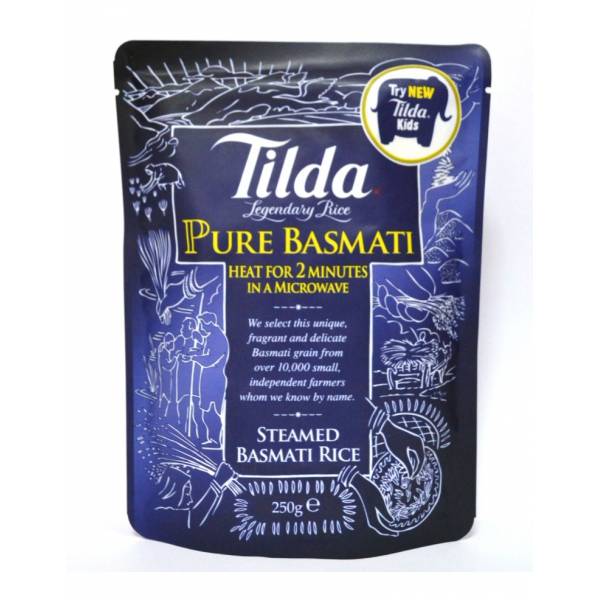 Try NEW
Tilda
Kids
Tilda
Legendary Rice
PURE BASMATI
HEAT FOR 2 MINUTES
IN A MICROWAVE
We select this unique,
fragrant and delicate
Basmati grain from
over 10,000 small,
independent farmers
whom we know by name.
STEAMED
BASMATI RICE
250g ℮